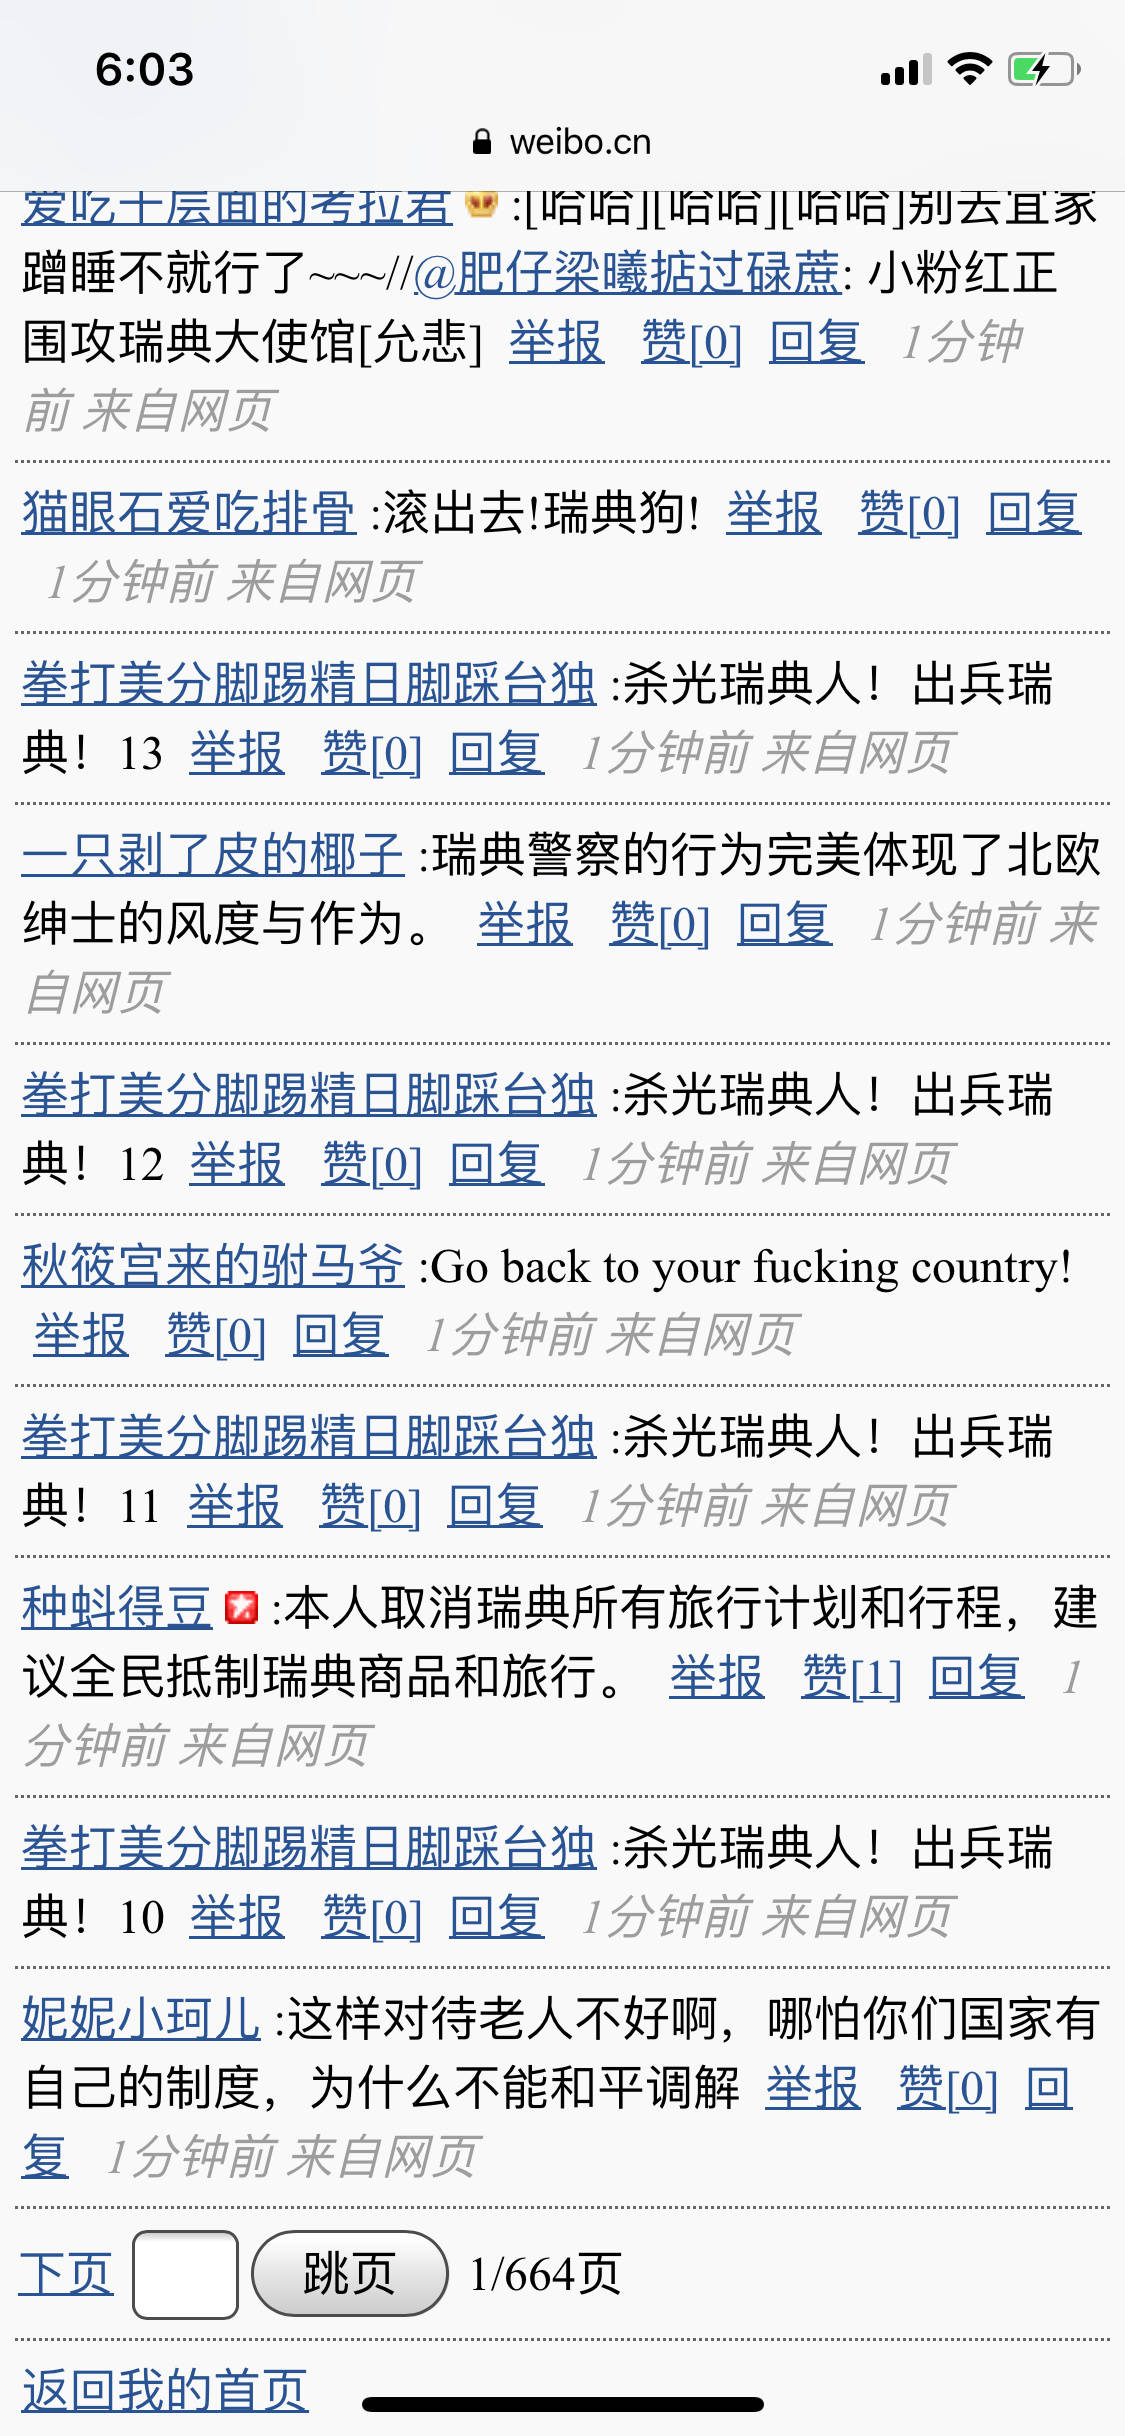 6:03
weibo.cn
爱吃千层面的考拉君 :[哈哈][哈哈][哈哈]别去宜家
蹭睡不就行了~~~//@肥仔梁曦掂过碌蔗: 小粉红正
围攻瑞典大使馆[允悲] 举报 赞[0] 回复 1分钟
前 来自网页
猫眼石爱吃排骨 :滚出去!瑞典狗! 举报 赞[0] 回复
1分钟前 来自网页
拳打美分脚踢精日脚踩台独 :杀光瑞典人！出兵瑞
典！13 举报 赞[0] 回复 1分钟前 来自网页
一只剥了皮的椰子 :瑞典警察的行为完美体现了北欧
绅士的风度与作为。 举报 赞[0] 回复 1分钟前 来
自网页
拳打美分脚踢精日脚踩台独 :杀光瑞典人！出兵瑞
典！12 举报 赞[0] 回复 1分钟前 来自网页
秋筱宫来的驸马爷 :Go back to your fucking country!
举报 赞[0] 回复 1分钟前 来自网页
拳打美分脚踢精日脚踩台独 :杀光瑞典人！出兵瑞
典！11 举报 赞[0] 回复 1分钟前 来自网页
种蚪得豆 :本人取消瑞典所有旅行计划和行程，建
议全民抵制瑞典商品和旅行。 举报 赞[1] 回复 1
分钟前 来自网页
拳打美分脚踢精日脚踩台独 :杀光瑞典人！出兵瑞
典！10 举报 赞[0] 回复 1分钟前 来自网页
妮妮小珂儿 :这样对待老人不好啊，哪怕你们国家有
自己的制度，为什么不能和平调解 举报 赞[0] 回
复 1分钟前 来自网页
下页 跳页 1/664页
返回我的首页